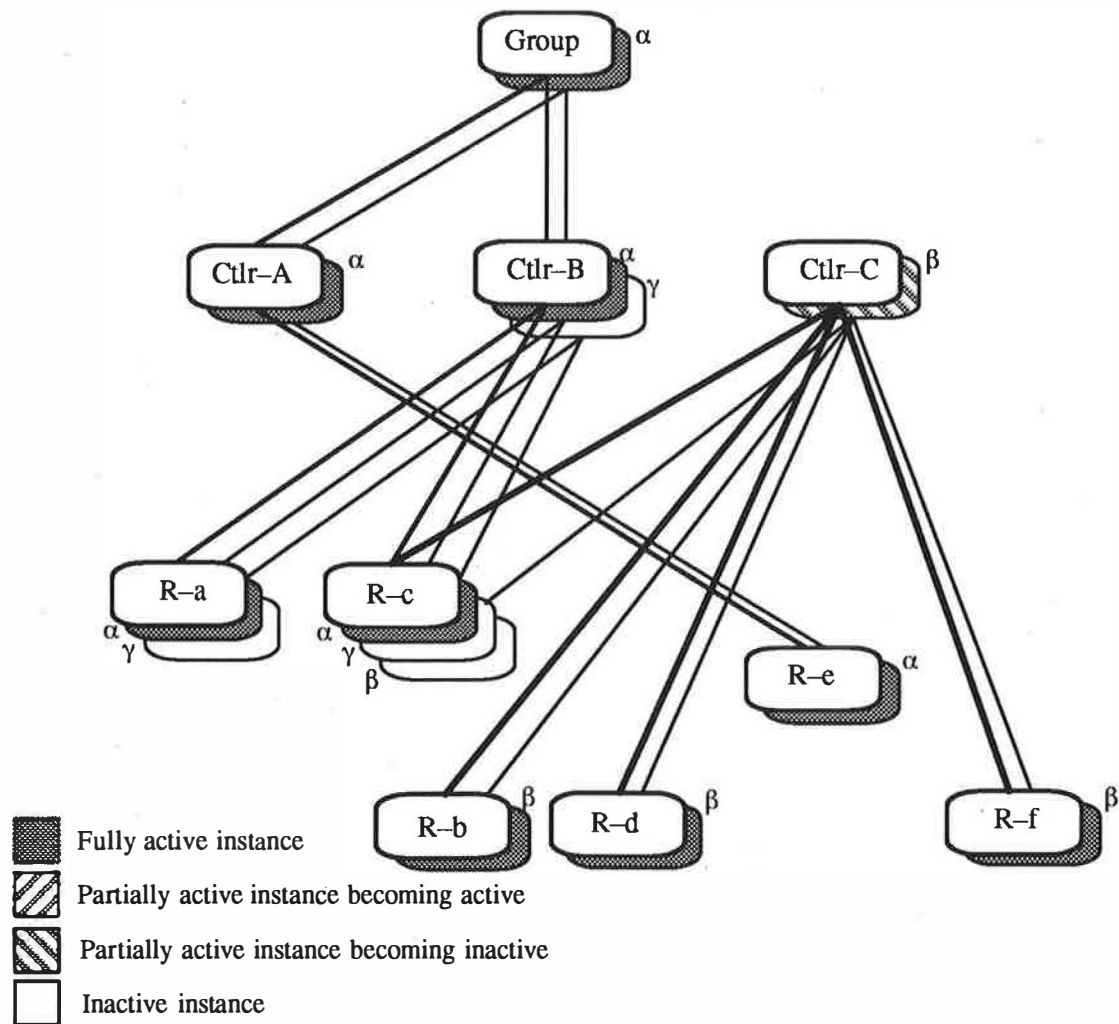 Group
α
Ctlr–A
α
Ctlr–B
α
γ
Ctlr–C
β
R–a
α
γ
R–c
α
γ
β
R–e
α
R–b
β
R–d
β
R–f
β
Fully active instance
Partially active instance becoming active
Partially active instance becoming inactive
Inactive instance